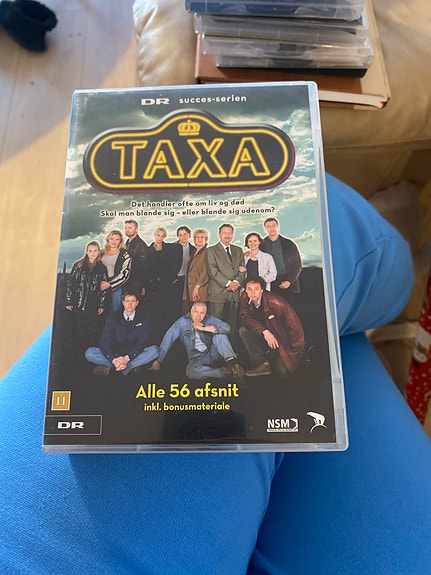 DR succes-serien
TAXA
Det handler ofte om liv og død
Skal man blande sig - eller blande sig udenom?
Alle 56 afsnit
inkl. bonusmateriale
11
DR
NSM